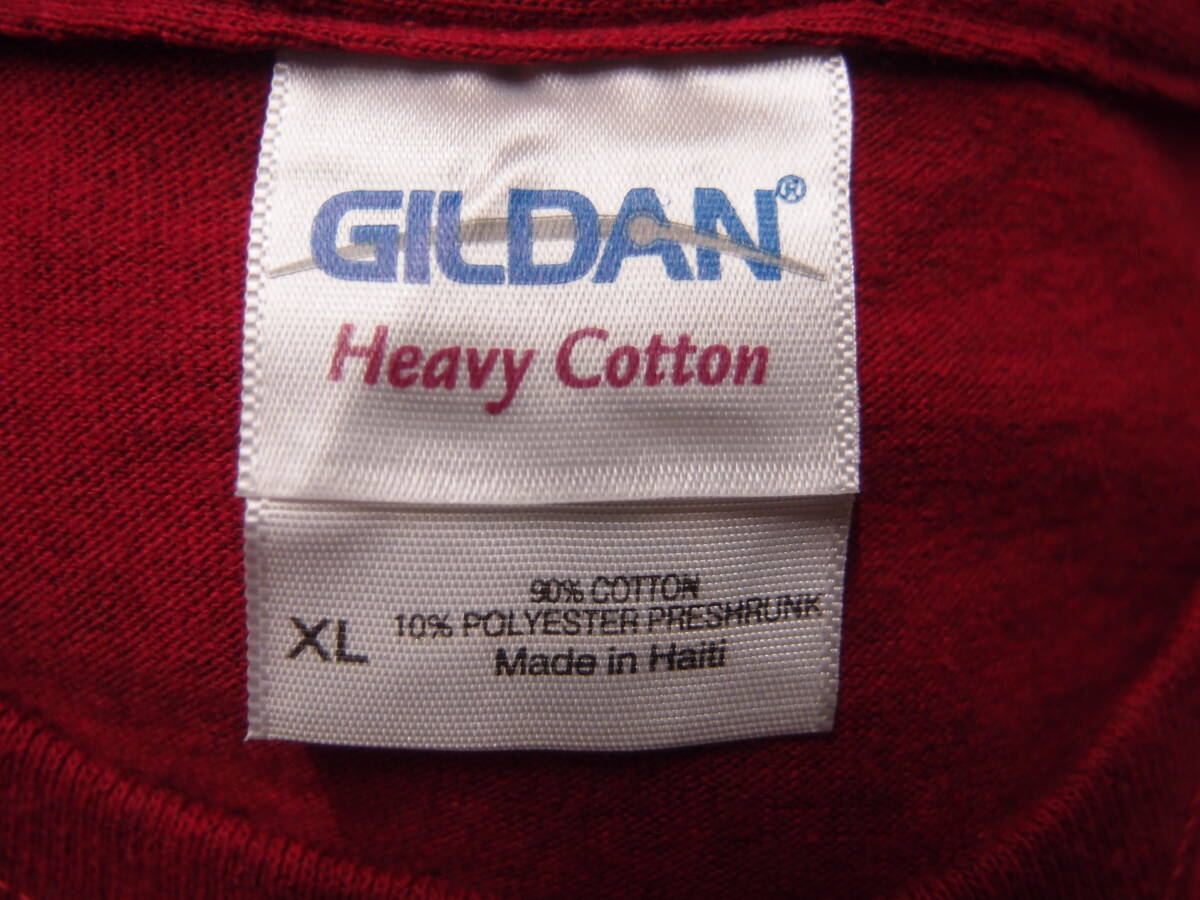 GILDAN®
Heavy Cotton
90% COTTON
XL 10% POLYESTER PRESHRUNK
Made in Haiti